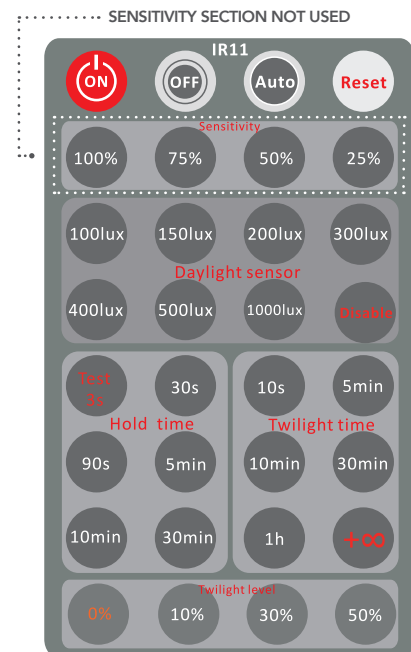 SENSITIVITY SECTION NOT USED
IR11
ON OFF Auto Reset
Sensitivity
100% 75% 50% 25%
100lux 150lux 200lux 300lux
Daylight sensor
400lux 500lux 1000lux Disable
Test
3s
30s 10s 5min
Hold time Twilight time
90s 5min 10min 30min
10min 30min 1h +∞
Twilight level
0% 10% 30% 50%